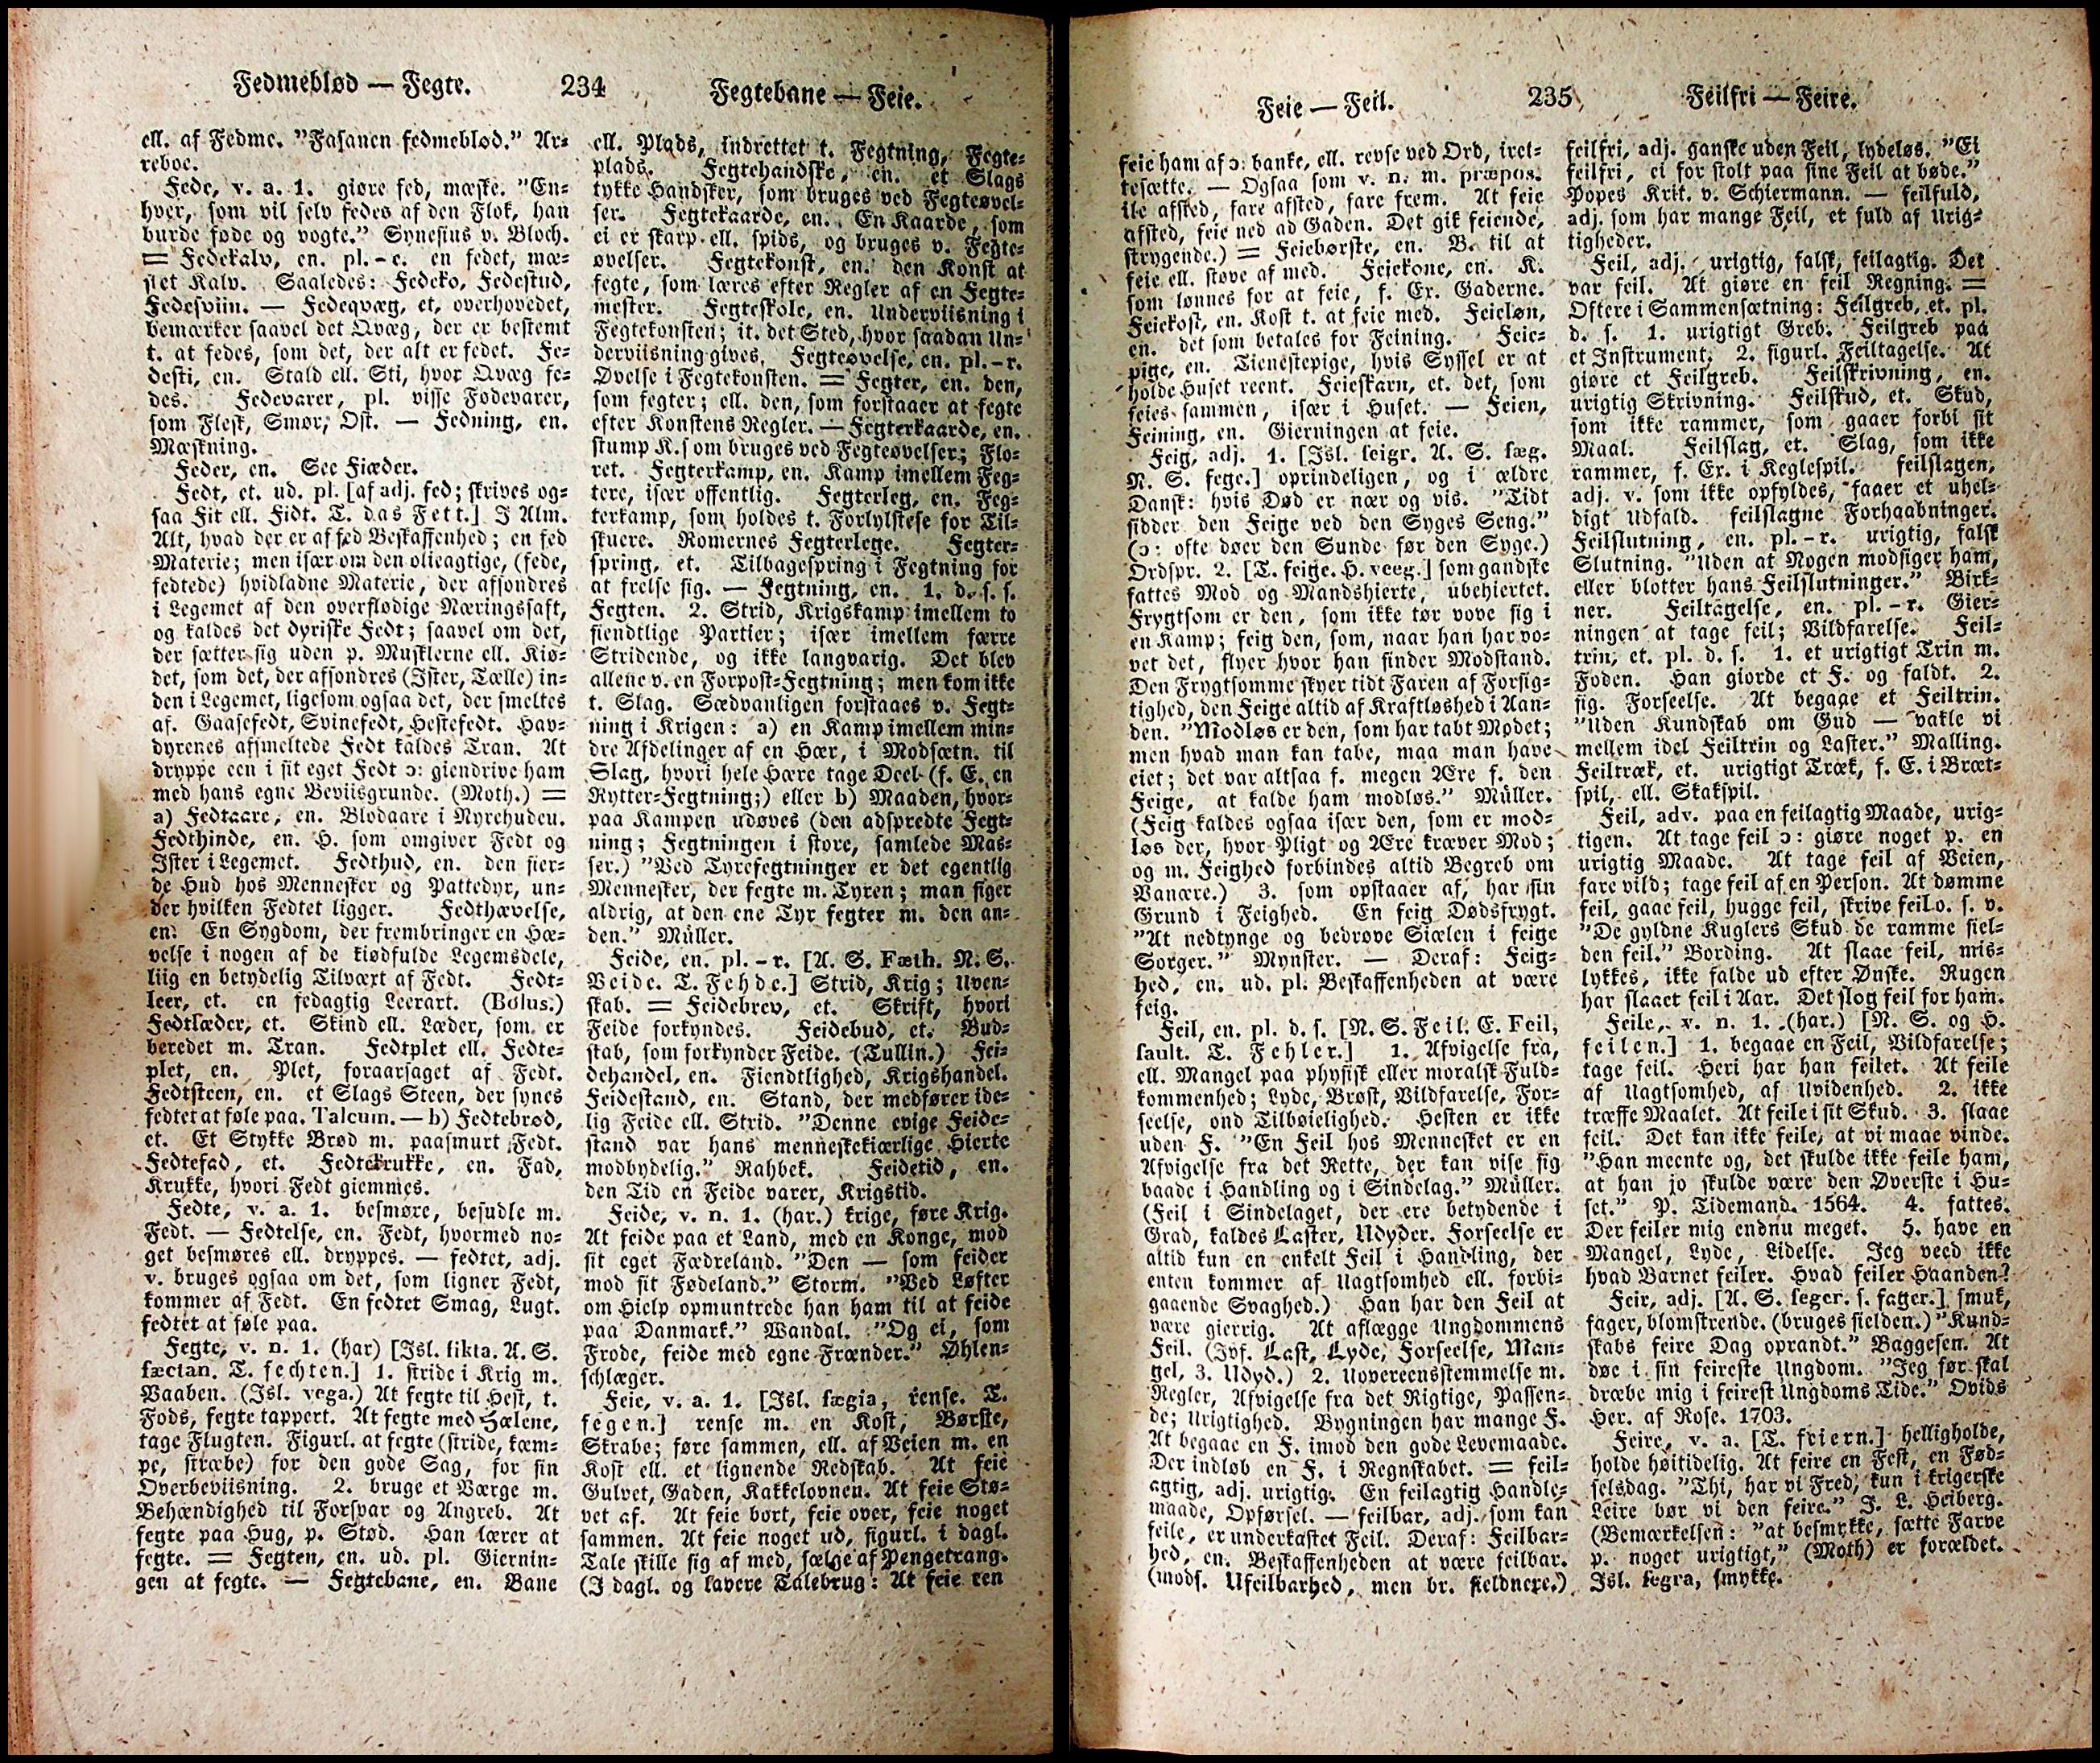 Fedmeblød — Fegte.
234
Fegtebane — Feie.
ell. af Fedme. ”Fasanen fedmeblød.” Ar-
reboe.
Fede, v. a. 1. giøre fed, mæske. ”En-
hver, som vil selv fedes af den Flok, han
burde føde og vogte.” Synesius v. Bloch.
= Fedekalv, en. pl. -e. en fedet, mæ-
sket Kalv. Saaledes: Fedeko, Fedestud,
Fedesviin. — Fedeqvæg, et, overhovedet,
bemærker saavel det Qvæg, der er bestemt
t. at fedes, som det, der alt er fedet. Fe-
desti, en. Stald ell. Sti, hvor Qvæg fe-
des. Fedevarer, pl. visse Fødevarer,
som Flesk, Smør, Ost. — Fedning, en.
Mæskning.
Feder, en. See Fiæder.
Fedt, et. ud. pl. [af adj. fed; skrives og-
saa Fit ell. Fidt. T. das Fett.] I Alm.
Alt, hvad der er af fed Beskaffenhed; en fed
Materie; men især om den olieagtige, (fede,
fedtede) hvidladne Materie, der afsondres
i Legemet af den overflødige Næringssaft,
og kaldes det dyriske Fedt; saavel om det,
der sætter sig uden p. Musklerne ell. Kiø-
det, som det, der afsondres (Ister, Tælle) in-
den i Legemet, ligesom ogsaa det, der smeltes
af. Gaasefedt, Svinefedt, Hestefedt. Hav-
dyrenes afsmeltede Fedt kaldes Tran. At
dryppe een i sit eget Fedt ɔ: giendrive ham
med hans egne Beviisgrunde. (Moth.) =
a) Fedtaare, en. Blodaare i Nyrehuden.
Fedthinde, en. H. som omgiver Fedt og
Ister i Legemet. Fedthud, en. den fier-
de Hud hos Mennesker og Pattedyr, un-
der hvilken Fedtet ligger. Fedthævelse,
en. En Sygdom, der frembringer en Hæ-
velse i nogen af de kiødfulde Legemsdele,
liig en betydelig Tilvæxt af Fedt. Fedt-
leer, et. en fedagtig Leerart. (Bolus.)
Fedtlæder, et. Skind ell. Læder, som er
beredet m. Tran. Fedtplet ell. Fedte-
plet, en. Plet, foraarsaget af Fedt.
Fedtsteen, en. et Slags Steen, der synes
fedtet at føle paa. Talcum. — b) Fedtebrød,
et. Et Stykke Brød m. paasmurt Fedt.
Fedtefad, et. Fedtekrukke, en. Fad,
Krukke, hvori Fedt giemmes.
Fedte, v. a. 1. besmøre, besudle m.
Fedt. — Fedtelse, en. Fedt, hvormed no-
get besmøres ell. dryppes. — fedtet, adj.
v. bruges ogsaa om det, som ligner Fedt,
kommer af Fedt. En fedtet Smag, Lugt.
fedtet at føle paa.
Fegte, v. n. 1. (har) [Isl. fikta. A. S.
fæctan. T. fechten.] 1. stride i Krig m.
Vaaben. (Isl. vega.) At fegte til Hest, t.
Fods, fegte tappert. At fegte med Hælene,
tage Flugten. Figurl. at fegte (stride, kæm-
pe, stræbe) for den gode Sag, for sin
Overbeviisning. 2. bruge et Værge m.
Behændighed til Forsvar og Angreb. At
fegte paa Hug, p. Stød. Han lærer at
fegte. = Fegten, en. ud. pl. Giernin-
gen at fegte. — Fegtebane, en. Bane
ell. Plads, indrettet t. Fegtning, Fegte-
plads. Fegtehandske, en. et Slags
tykke Handsker, som bruges ved Fegteøvel-
ser. Fegtekaarde, en. En Kaarde, som
ei er skarp ell. spids, og bruges v. Fegte-
øvelser. Fegtekonst, en. den Konst at
fegte, som læres efter Regler af en Fegte-
mester. Fegteskole, en. Underviisning i
Fegtekonsten; it. det Sted, hvor saadan Un-
derviisning gives. Fegteøvelse, en. pl. -r.
Øvelse i Fegtekonsten. = Fegter, en. den,
som fegter; ell. den, som forstaaer at fegte
efter Konstens Regler. — Fegterkaarde, en.
stump K. som bruges ved Fegteøvelser; Flo-
ret. Fegterkamp, en. Kamp imellem Feg-
tere, især offentlig. Fegterleg, en. Feg-
terkamp, som holdes t. Forlystelse for Til-
skuere. Romernes Fegterlege. Fegter-
spring, et. Tilbagespring i Fegtning for
at frelse sig. — Fegtning, en. 1. d. s. s.
Fegten. 2. Strid, Krigskamp imellem to
fiendtlige Partier; især imellem færre
Stridende, og ikke langvarig. Det blev
allene v. en Forpost-Fegtning; men kom ikke
t. Slag. Sædvanligen forstaaes v. Fegt-
ning i Krigen: a) en Kamp imellem min-
dre Afdelinger af en Hær, i Modsætn. til
Slag, hvori hele Hære tage Deel (f. E. en
Rytter-Fegtning;) eller b) Maaden, hvor-
paa Kampen udøves (den adspredte Fegt-
ning; Fegtningen i store, samlede Mas-
ser.) ”Ved Tyrefegtninger er det egentlig
Mennesker, der fegte m. Tyren; man siger
aldrig, at den ene Tyr fegter m. den an-
den.” Müller.
Feide, en. pl. -r. [A. S. Fæth. N. S.
Veide. T. Fehde.] Strid, Krig; Uven-
skab. = Feidebrev, et. Skrift, hvori
Feide forkyndes. Feidebud, et. Bud-
skab, som forkynder Feide. (Tullin.) Fei-
dehandel, en. Fiendtlighed, Krigshandel.
Feidestand, en. Stand, der medfører ide-
lig Feide ell. Strid. ”Denne evige Feide-
stand var hans menneskekiærlige Hierte
modbydelig.” Rahbek. Feidetid, en.
den Tid en Feide varer, Krigstid.
Feide, v. n. 1. (har.) krige, føre Krig.
At feide paa et Land, med en Konge, mod
sit eget Fædreland. ”Den — som feider
mod sit Fødeland.” Storm. ”Ved Løfter
om Hielp opmuntrede han ham til at feide
paa Danmark.” Wandal. ”Og ei, som
Frode, feide med egne Frænder.” Øhlen-
schlæger.
Feie, v. a. 1. [Isl. fægia, rense. T.
fegen.] rense m. en Kost, Børste,
Skrabe; føre sammen, ell. af Veien m. en
Kost ell. et lignende Redskab. At feie
Gulvet, Gaden, Kakkelovnen. At feie Stø-
vet af. At feie bort, feie over, feie noget
sammen. At feie noget ud, figurl. i dagl.
Tale skille sig af med, sælge af Pengetrang.
(I dagl. og lavere Talebrug: At feie een
Feie — Feil.
235
Feilfri — Feire.
feie ham af ɔ: banke, ell. revse ved Ord, iret-
tesætte. — Ogsaa som v. n. m. præpos.
ile afsted, fare afsted, fare frem. At feie
afsted, feie ned ad Gaden. Det gik feiende,
strygende.) = Feiebørste, en. B. til at
feie ell. støve af med. Feiekone, en. K.
som lønnes for at feie, f. Ex. Gaderne.
Feiekost, en. Kost t. at feie med. Feieløn,
en. det som betales for Feining. Feie-
pige, en. Tienestepige, hvis Syssel er at
holde Huset reent. Feieskarn, et. det, som
feies sammen, især i Huset. — Feien,
Feining, en. Gierningen at feie.
Feig, adj. 1. [Isl. feigr. A. S. fæg.
N. S. fege.] oprindeligen, og i ældre
Dansk: hvis Død er nær og vis. ”Tidt
sidder den Feige ved den Syges Seng.”
(ɔ: ofte døer den Sunde før den Syge.)
Ordspr. 2. [T. feige. H. veeg.] som gandske
fattes Mod og Mandshierte, ubehiertet.
Frygtsom er den, som ikke tør vove sig i
en Kamp; feig den, som, naar han har vo-
vet det, flyer hvor han finder Modstand.
Den Frygtsomme skyer tidt Faren af Forsig-
tighed, den Feige altid af Kraftløshed i Aan-
den. ”Modløs er den, som har tabt Modet;
men hvad man kan tabe, maa man have
eiet; det var altsaa f. megen Ære f. den
Feige, at kalde ham modløs.” Müller.
(Feig kaldes ogsaa især den, som er mod-
løs der, hvor Pligt og Ære kræver Mod;
og m. Feighed forbindes altid Begreb om
Vanære.) 3. som opstaaer af, har sin
Grund i Feighed. En feig Dødsfrygt.
”At nedtynge og bedrøve Siælen i feige
Sorger.” Mynster. — Deraf: Feig-
hed, en. ud. pl. Beskaffenheden at være
feig.
Feil, en. pl. d. s. [N. S. Feil. E. Feil,
fault. T. Fehler.] 1. Afvigelse fra,
ell. Mangel paa physisk eller moralsk Fuld-
kommenhed; Lyde, Brøst, Vildfarelse, For-
seelse, ond Tilbøielighed. Hesten er ikke
uden F. ”En Feil hos Mennesket er en
Afvigelse fra det Rette, der kan vise sig
baade i Handling og i Sindelag.” Müller.
(Feil i Sindelaget, der ere betydende i
Grad, kaldes Laster, Udyder. Forseelse er
altid kun en enkelt Feil i Handling, der
enten kommer af Uagtsomhed ell. forbi-
gaaende Svaghed.) Han har den Feil at
være gierrig. At aflægge Ungdommens
Feil. (Jvf. Last, Lyde, Forseelse, Man-
gel, 3. Udyd.) 2. Uovereensstemmelse m.
Regler, Afvigelse fra det Rigtige, Passen-
de; Urigtighed. Bygningen har mange F.
At begaae en F. imod den gode Levemaade.
Der indløb en F. i Regnskabet. = feil-
agtig, adj. urigtig. En feilagtig Handle-
maade, Opførsel. — feilbar, adj. som kan
feile, er underkastet Feil. Deraf: Feilbar-
hed, en. Beskaffenheden at være feilbar.
(mods. Ufeilbarhed, men br. sieldnere.)
feilfri, adj. ganske uden Feil, lydeløs. ”Ei
feilfri, ei for stolt paa sine Feil at bøde.”
Popes Krit. v. Schiermann. — feilfuld,
adj. som har mange Feil, et fuld af Urig-
tigheder.
Feil, adj. urigtig, falsk, feilagtig. Det
var feil. At giøre en feil Regning. =
Oftere i Sammensætning: Feilgreb, et. pl.
d. s. 1. urigtigt Greb. Feilgreb paa
et Instrument. 2. figurl. Feiltagelse. At
giøre et Feilgreb. Feilskrivning, en.
urigtig Skrivning. Feilskud, et. Skud,
som ikke rammer, som gaaer forbi sit
Maal. Feilslag, et. Slag, som ikke
rammer, f. Ex. i Keglespil. feilslagen,
adj. v. som ikke opfyldes, faaer et uhel-
digt Udfald. feilslagne Forhaabninger.
Feilslutning, en. pl. -r. urigtig, falsk
Slutning. ”Uden at Nogen modsiger ham,
eller blotter hans Feilslutninger.” Birk-
ner. Feiltagelse, en. pl. -r. Gier-
ningen at tage feil; Vildfarelse. Feil-
trin, et. pl. d. s. 1. et urigtigt Trin m.
Foden. Han giorde et F. og faldt. 2.
fig. Forseelse. At begaae et Feiltrin.
”Uden Kundskab om Gud — vakle vi
mellem idel Feiltrin og Laster.” Malling.
Feiltræk, et. urigtigt Træk, f. E. i Bræt-
spil, ell. Skakspil.
Feil, adv. paa en feilagtig Maade, urig-
tigen. At tage feil ɔ: giøre noget p. en
urigtig Maade. At tage feil af Veien,
fare vild; tage feil af en Person. At dømme
feil, gaae feil, hugge feil, skrive feil o. s. v.
”De gyldne Kuglers Skud de ramme siel-
den feil.” Bording. At slaae feil, mis-
lykkes, ikke falde ud efter Ønske. Rugen
har slaaet feil i Aar. Det slog feil for ham.
Feile, v. n. 1. (har.) [N. S. og H.
feilen.] 1. begaae en Feil, Vildfarelse;
tage feil. Heri har han feilet. At feile
af Uagtsomhed, af Uvidenhed. 2. ikke
træffe Maalet. At feile i sit Skud. 3. slaae
feil. Det kan ikke feile, at vi maae vinde.
”Han meente og, det skulde ikke feile ham,
at han jo skulde være den Øverste i Hu-
set.” P. Tidemand. 1564. 4. fattes.
Der feiler mig endnu meget. 5. have en
Mangel, Lyde, Lidelse. Jeg veed ikke
hvad Barnet feiler. Hvad feiler Haanden?
Feir, adj. [A. S. feger. f. fager.] smuk,
fager, blomstrende. (bruges sielden.) ”Kund-
skabs feire Dag oprandt.” Baggesen. At
døe i sin feireste Ungdom. ”Jeg før skal
dræbe mig i feirest Ungdoms Tide.” Ovids
Her. af Rose. 1703.
Feire, v. a. [T. feiern.] helligholde,
holde høitidelig. At feire en Fest, en Fød-
selsdag. ”Thi, har vi Fred, kun i krigerske
Leire bør vi den feire.” J. L. Heiberg.
(Bemærkelsen: ”at besmykke, sætte Farve
p. noget urigtigt,” (Moth) er forældet.
Isl. fegra, smykke.